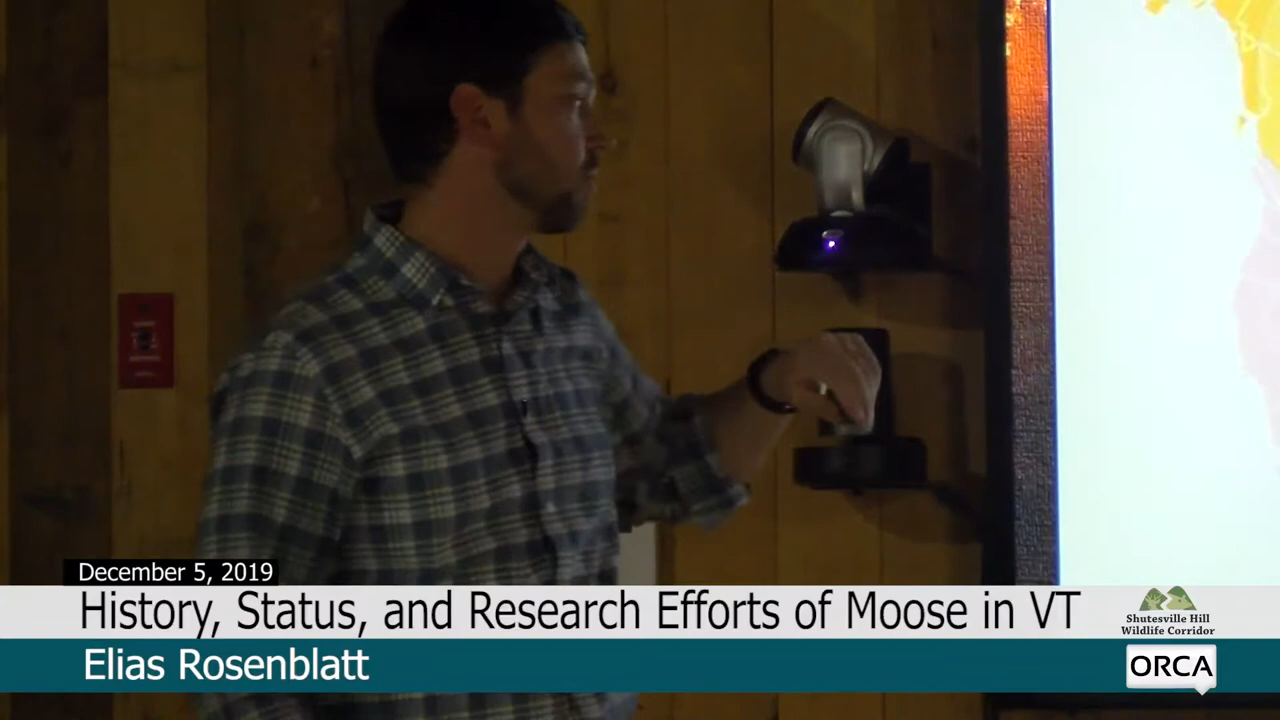 December 5, 2019
History, Status, and Research Efforts of Moose in VT
Shutesville Hill
Wildlife Corridor
Elias Rosenblatt
ORCA